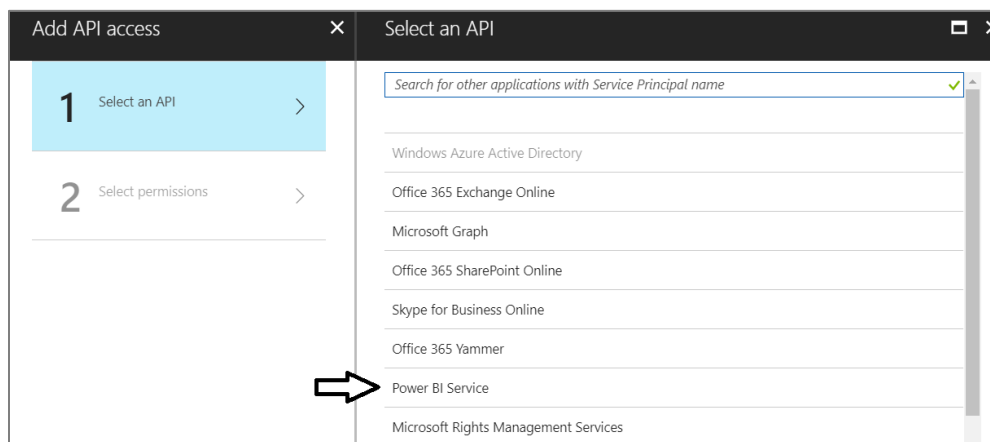 Add API access
Select an API
1 Select an API
2 Select permissions
Search for other applications with Service Principal name
Windows Azure Active Directory
Office 365 Exchange Online
Microsoft Graph
Office 365 SharePoint Online
Skype for Business Online
Office 365 Yammer
Power BI Service
Microsoft Rights Management Services